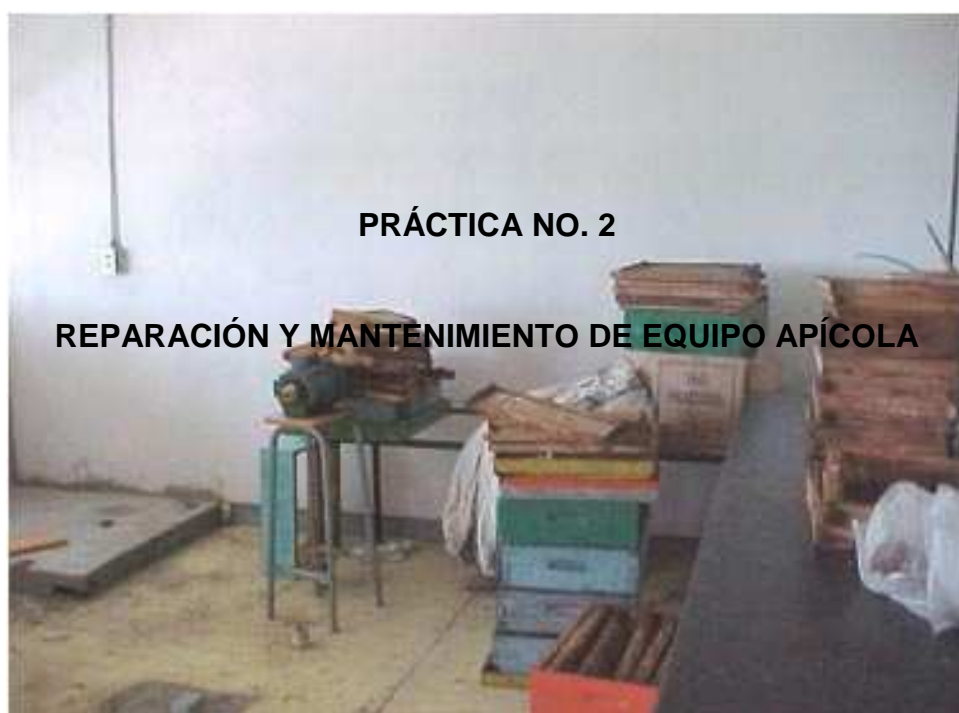 PRÁCTICA NO. 2
REPARACIÓN Y MANTENIMIENTO DE EQUIPO APÍCOLA